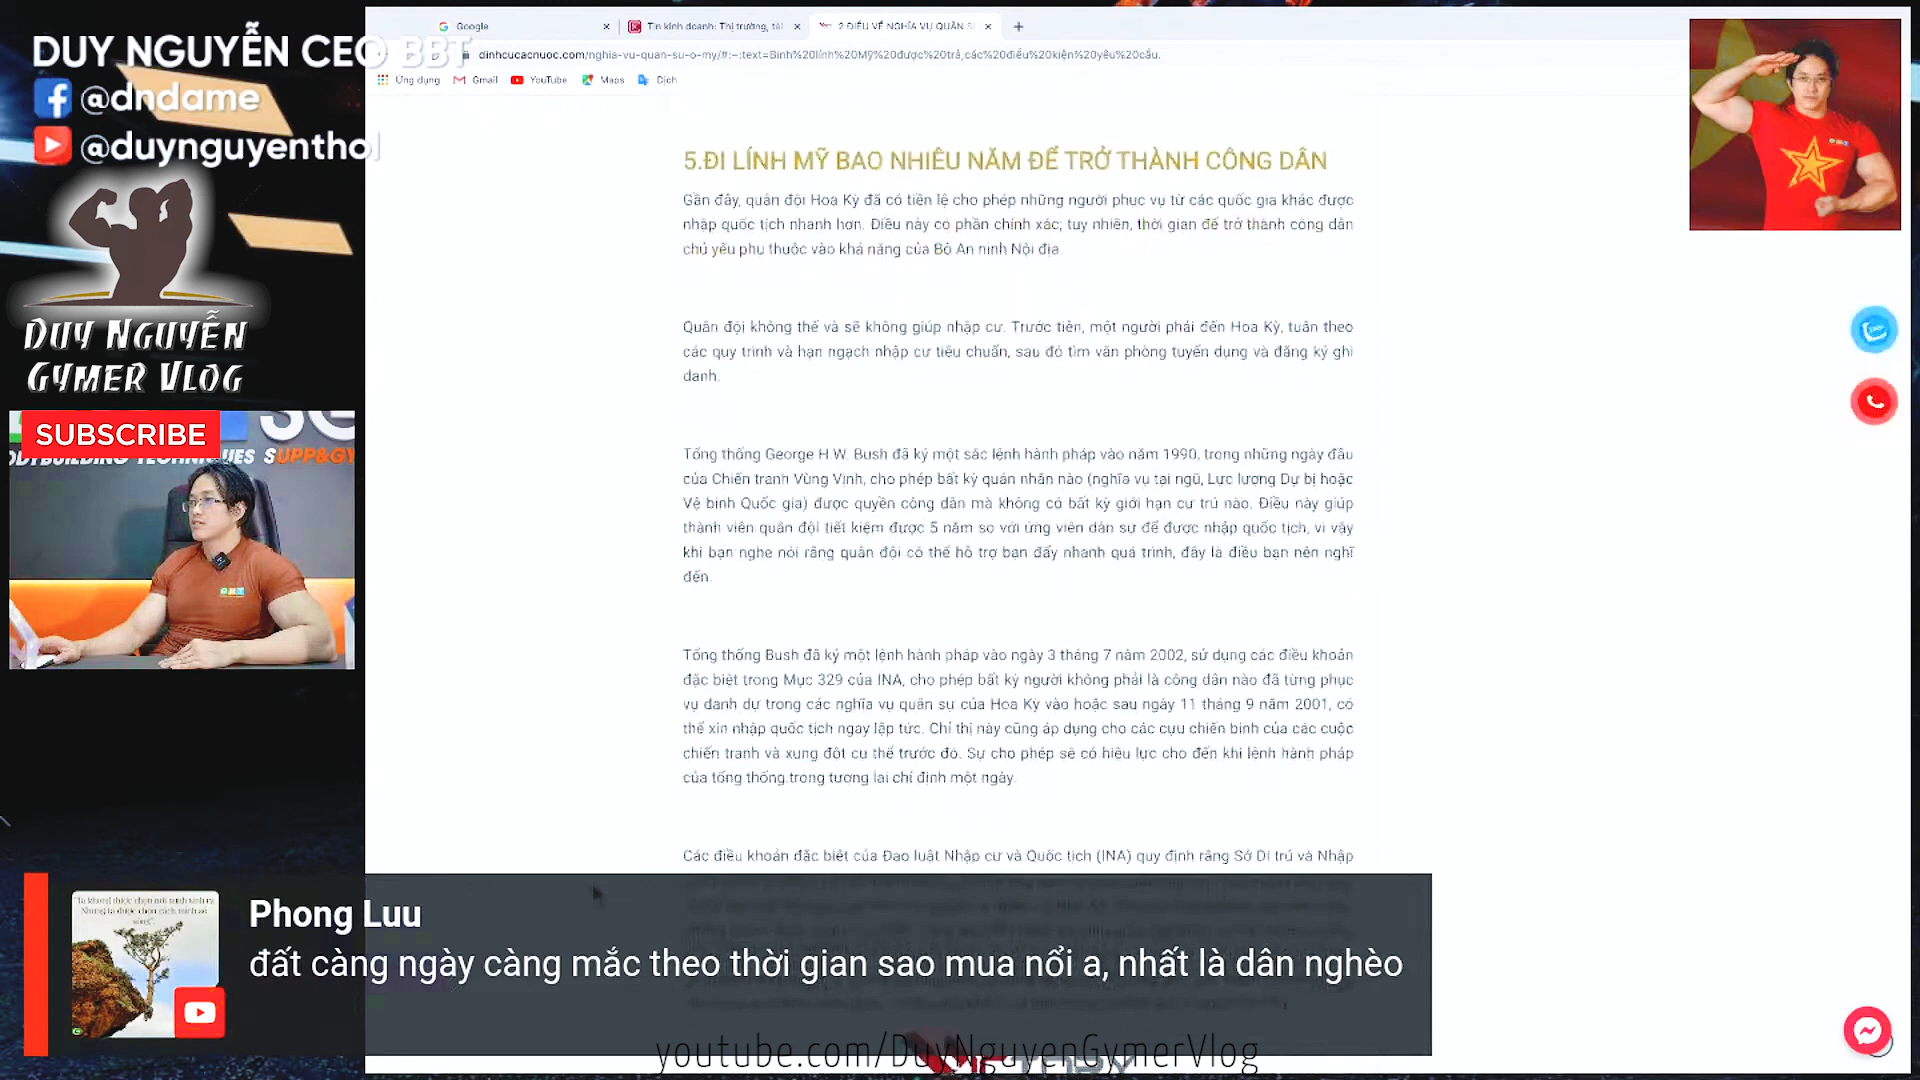 DUY NGUYỄN CEO BBT
@dndame
@duynguyenthol
DUY NGUYỄN
GYMER VLOG
SUBSCRIBE
BODYBUILDING TECHNIQUES SUPP&GY
Google
Tin kinh doanh: Thị trường, tài
2 ĐIỀU VỀ NGHĨA VỤ QUÂN S
dinhcucacnuoc.com/nghia-vu-quan-su-o-my/#:~:text=Binh%20lính%20Mỹ%20được%20trả,các%20điều%20kiện%20yêu%20cầu.
Ứng dụng
Gmail
YouTube
Maps
Dịch
5.ĐI LÍNH MỸ BAO NHIÊU NĂM ĐỂ TRỞ THÀNH CÔNG DÂN
Gần đây, quân đội Hoa Kỳ đã có tiền lệ cho phép những người phục vụ từ các quốc gia khác được
nhập quốc tịch nhanh hơn. Điều này có phần chính xác; tuy nhiên, thời gian để trở thành công dân
chủ yếu phụ thuộc vào khả năng của Bộ An ninh Nội địa.
Quân đội không thể và sẽ không giúp nhập cư. Trước tiên, một người phải đến Hoa Kỳ, tuân theo
các quy trình và hạn ngạch nhập cư tiêu chuẩn, sau đó tìm văn phòng tuyển dụng và đăng ký ghi
danh.
Tổng thống George H.W. Bush đã ký một sắc lệnh hành pháp vào năm 1990, trong những ngày đầu
của Chiến tranh Vùng Vịnh, cho phép bất kỳ quân nhân nào (nghĩa vụ tại ngũ, Lực lượng Dự bị hoặc
Vệ binh Quốc gia) được quyền công dân mà không có bất kỳ giới hạn cư trú nào. Điều này giúp
thành viên quân đội tiết kiệm được 5 năm so với ứng viên dân sự để được nhập quốc tịch, vì vậy
khi bạn nghe nói rằng quân đội có thể hỗ trợ bạn đẩy nhanh quá trình, đây là điều bạn nên nghĩ
đến.
Tổng thống Bush đã ký một lệnh hành pháp vào ngày 3 tháng 7 năm 2002, sử dụng các điều khoản
đặc biệt trong Mục 329 của INA, cho phép bất kỳ người không phải là công dân nào đã từng phục
vụ danh dự trong các nghĩa vụ quân sự của Hoa Kỳ vào hoặc sau ngày 11 tháng 9 năm 2001, có
thể xin nhập quốc tịch ngay lập tức. Chỉ thị này cũng áp dụng cho các cựu chiến binh của các cuộc
chiến tranh và xung đột cụ thể trước đó. Sự cho phép sẽ có hiệu lực cho đến khi lệnh hành pháp
của tổng thống trong tương lai chỉ định một ngày.
Các điều khoản đặc biệt của Đạo luật Nhập cư và Quốc tịch (INA) quy định rằng Sở Di trú và Nhập
Phong Luu
đất càng ngày càng mắc theo thời gian sao mua nổi a, nhất là dân nghèo
youtube.com/DuyNguyenGymerVlog